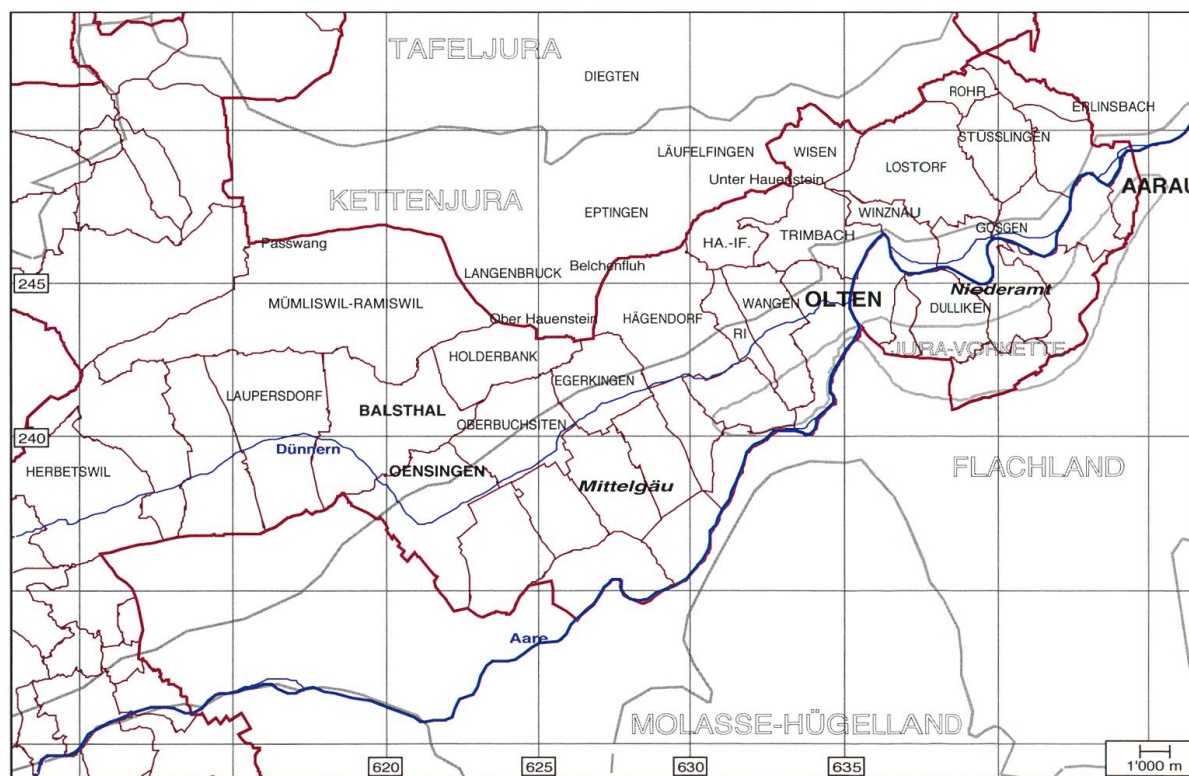 TAFELJURA
DIEGTEN
ROHR
ERLINSBACH
STÜSSLINGEN
LÄUFELFINGEN
WISEN
LOSTORF
Unter Hauenstein
AARAU
KETTENJURA
EPTINGEN
WINZNAU
GÖSGEN
Passwang
HA.-IF.
TRIMBACH
LANGENBRUCK
Belchenfluh
245
MÜMLISWIL-RAMISWIL
WANGEN
OLTEN
Niederamt
Ober Hauenstein
HÄGENDORF
DULLIKEN
RI
HOLDERBANK
JURA-VORKETTE
EGERKINGEN
LAUPERSDORF
BALSTHAL
OBERBUCHSITEN
240
Dünnern
HERBETSWIL
OENSINGEN
FLACHLAND
Mittelgäu
Aare
MOLASSE-HÜGELLAND
620
625
630
635
1'000 m